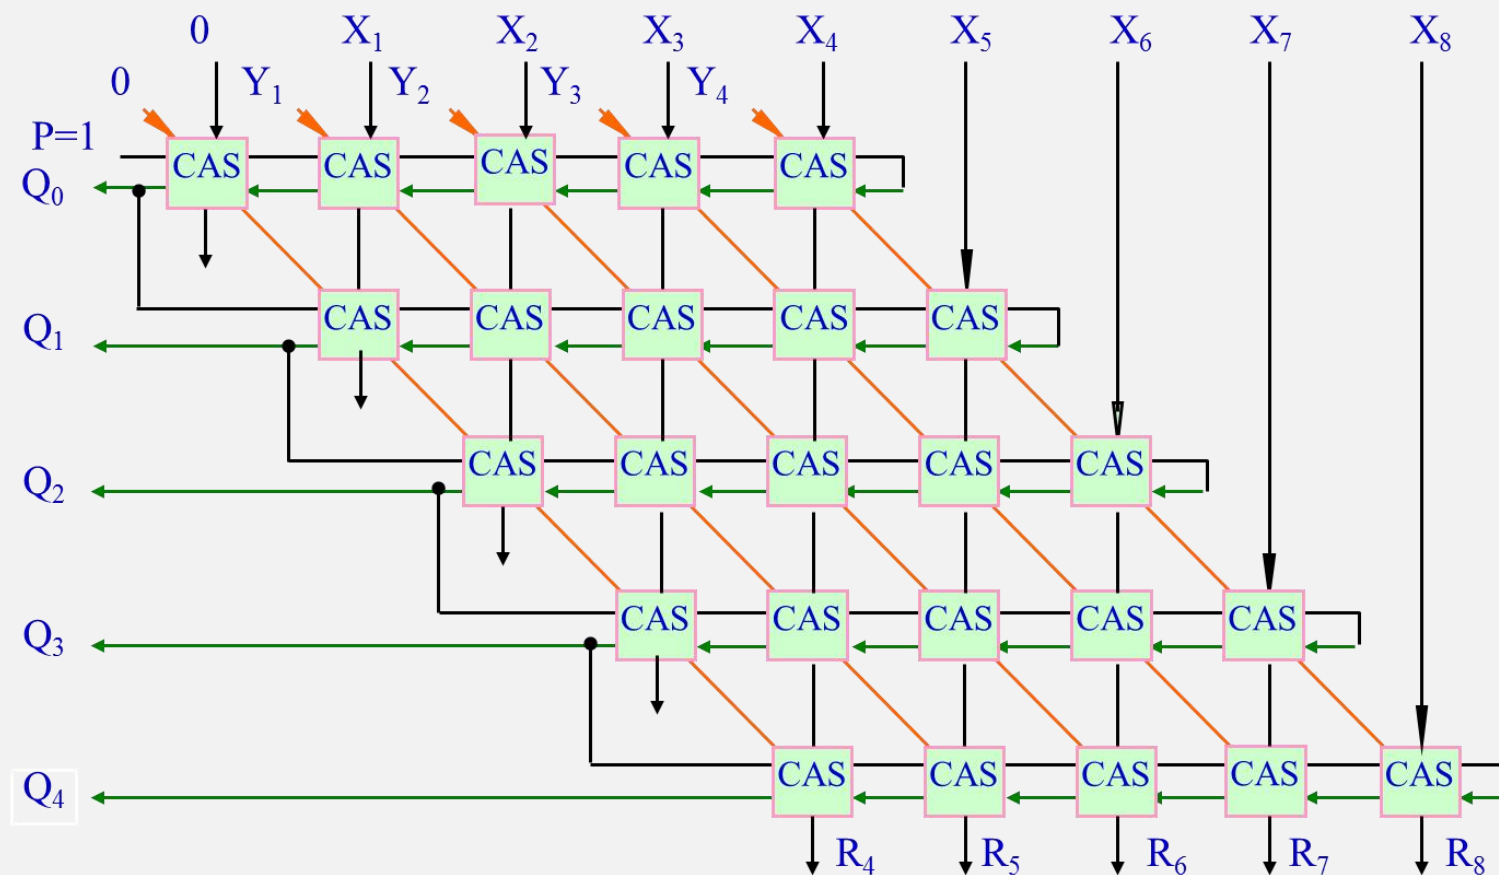 0 X₁ X₂ X₃ X₄ X₅ X₆ X₇ X₈
0 Y₁ Y₂ Y₃ Y₄
P=1
CAS CAS CAS CAS CAS
Q₀
CAS CAS CAS CAS CAS
Q₁
CAS CAS CAS CAS CAS
Q₂
CAS CAS CAS CAS CAS
Q₃
CAS CAS CAS CAS CAS
Q₄
R₄ R₅ R₆ R₇ R₈